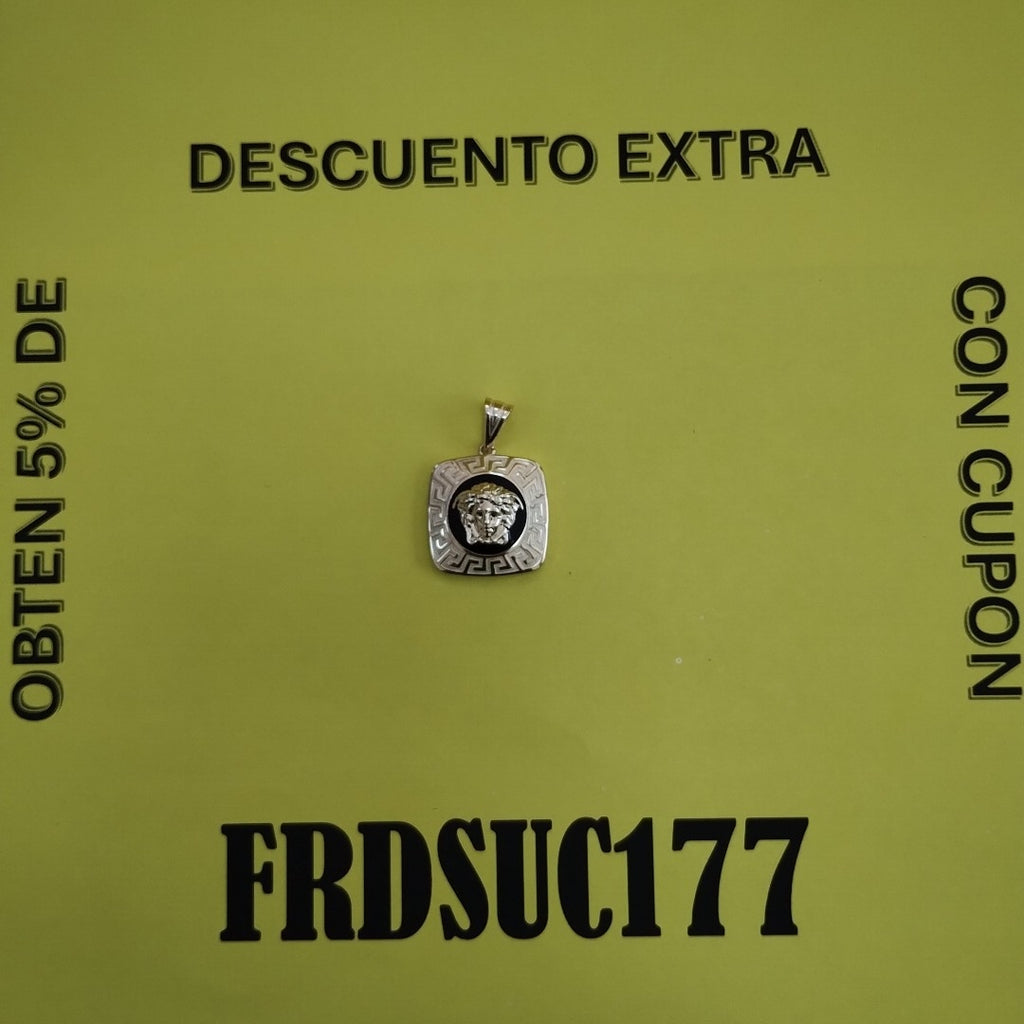 OBTEN 5% DE
DESCUENTO EXTRA
CON CUPON
FRDSUC177